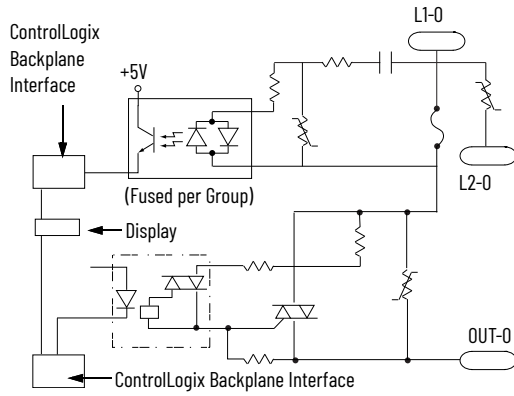 ControlLogix
Backplane
Interface
+5V
L1-0
L2-0
(Fused per Group)
Display
OUT-0
ControlLogix Backplane Interface